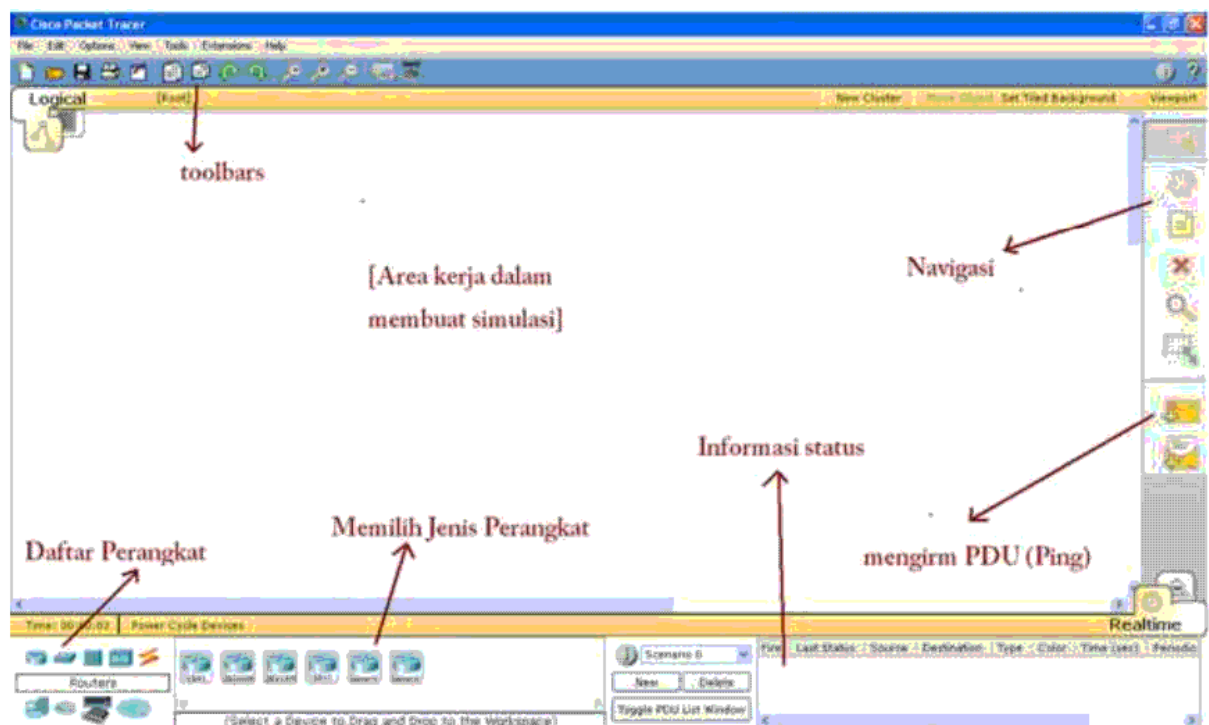 Cisco Packet Tracer
File Edit Options View Tools Extensions Help
Logical [Root] New Cluster Move Object Set Tiled Background Viewport
toolbars
Navigasi
[Area kerja dalam
membuat simulasi]
Informasi status
Memilih Jenis Perangkat
Daftar Perangkat
mengirm PDU (Ping)
Time: Power Cycle Devices
Realtime
Fire Last Status Source Destination Type Color Time (sec) Periodic
Scenario 0
Routers
New Delete
Toggle PDU List Window
(Select a Device to Drag and Drop to the Workspace)